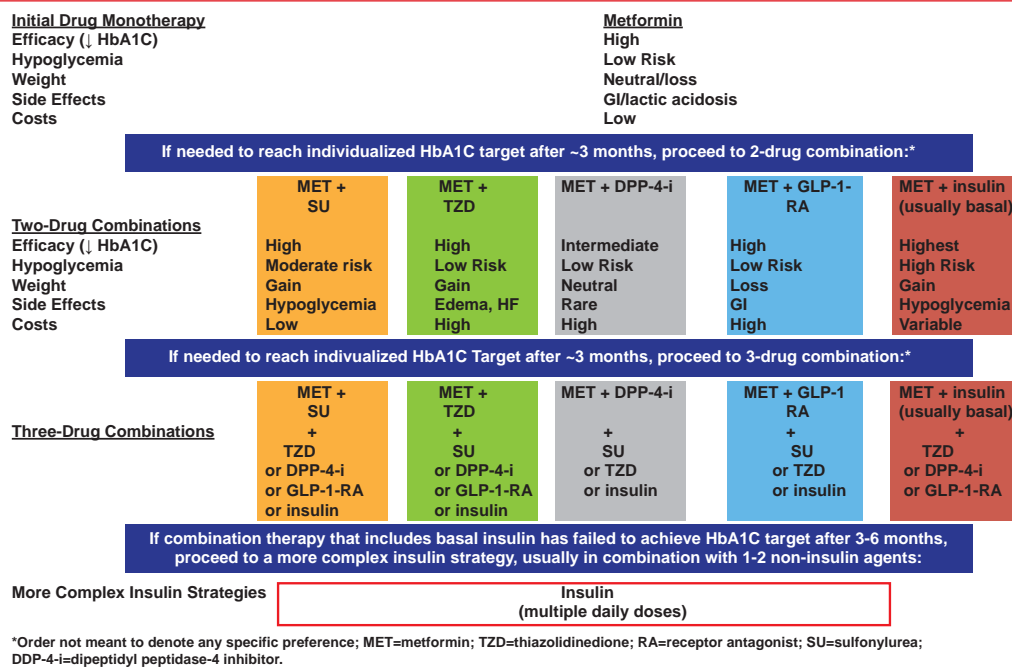 Initial Drug Monotherapy Metformin
Efficacy (↓ HbA1C) High
Hypoglycemia Low Risk
Weight Neutral/loss
Side Effects GI/lactic acidosis
Costs Low
If needed to reach individualized HbA1C target after ~3 months, proceed to 2-drug combination:*
MET + MET + MET + DPP-4-i MET + GLP-1- MET + insulin
SU TZD RA (usually basal)
Two-Drug Combinations
Efficacy (↓ HbA1C) High High Intermediate High Highest
Hypoglycemia Moderate risk Low Risk Low Risk Low Risk High Risk
Weight Gain Gain Neutral Loss Gain
Side Effects Hypoglycemia Edema, HF Rare GI Hypoglycemia
Costs Low High High High Variable
If needed to reach indivualized HbA1C Target after ~3 months, proceed to 3-drug combination:*
MET + MET + MET + DPP-4-i MET + GLP-1 MET + insulin
SU TZD RA (usually basal)
Three-Drug Combinations + + + + +
TZD SU SU SU TZD
or DPP-4-i or DPP-4-i or TZD or TZD or DPP-4-i
or GLP-1-RA or GLP-1-RA or insulin or insulin or GLP-1-RA
or insulin or insulin
If combination therapy that includes basal insulin has failed to achieve HbA1C target after 3-6 months,
proceed to a more complex insulin strategy, usually in combination with 1-2 non-insulin agents:
More Complex Insulin Strategies Insulin
(multiple daily doses)
*Order not meant to denote any specific preference; MET=metformin; TZD=thiazolidinedione; RA=receptor antagonist; SU=sulfonylurea;
DDP-4-i=dipeptidyl peptidase-4 inhibitor.